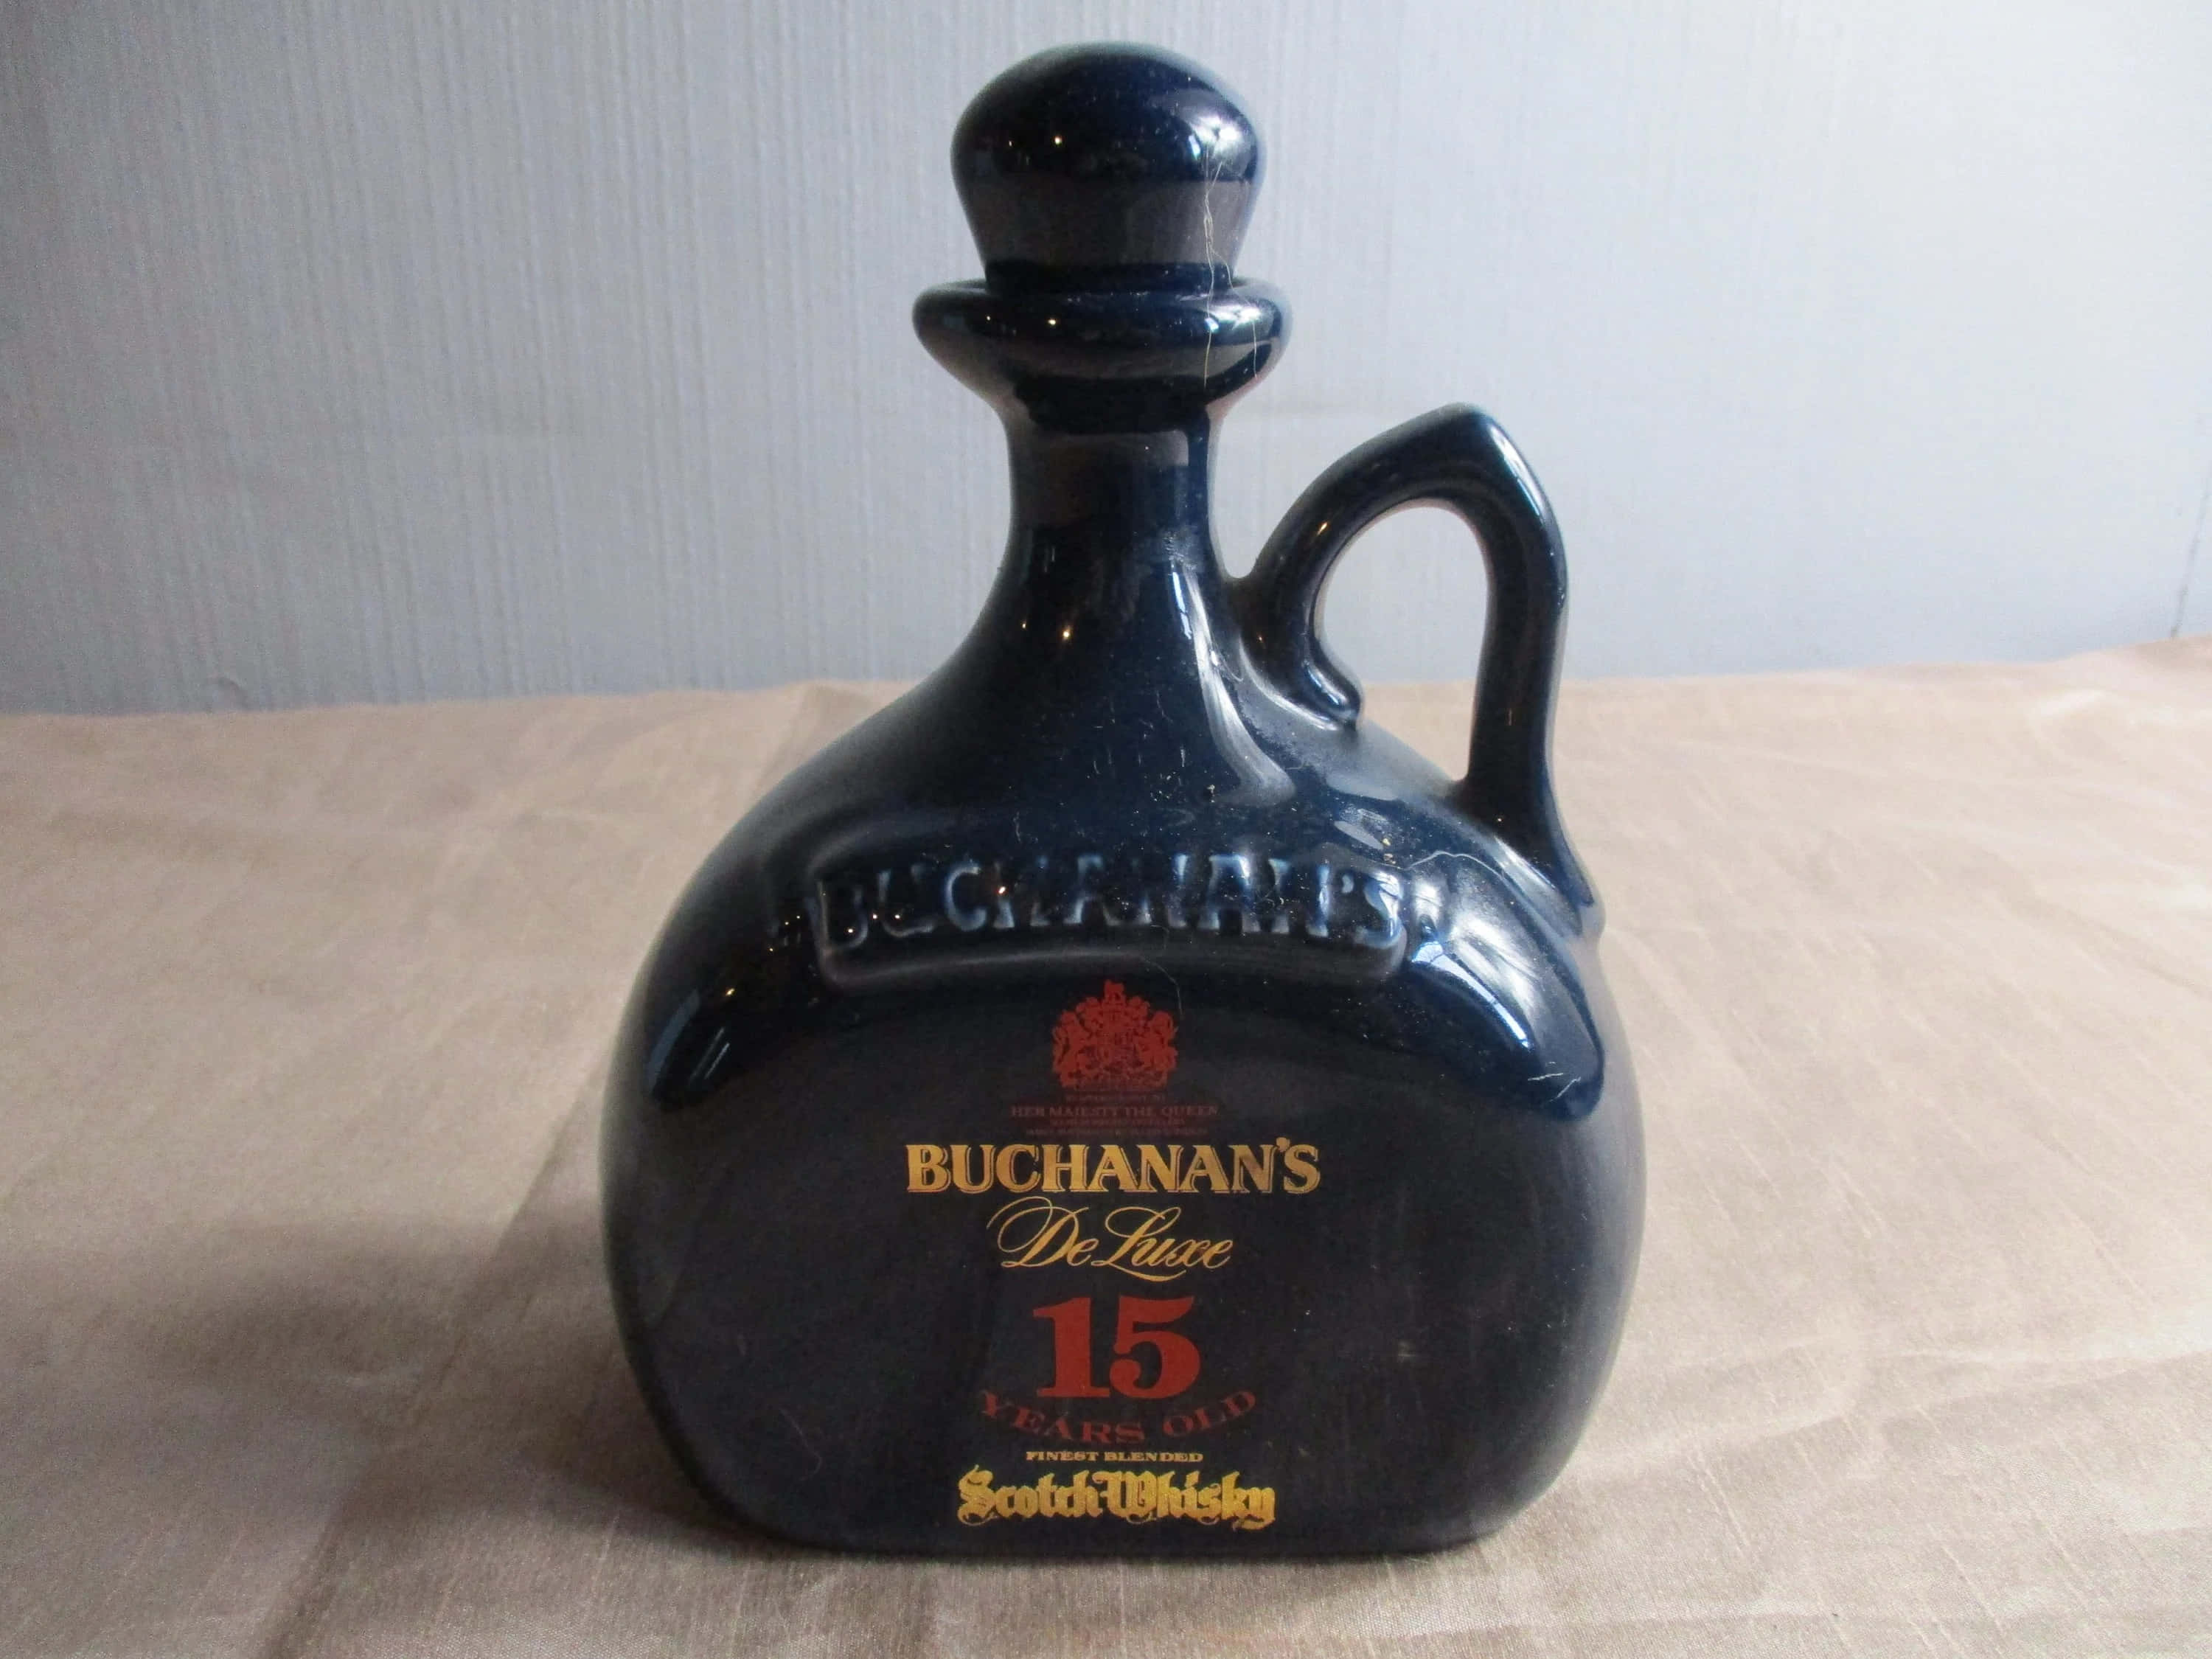 BUCHANAN'S
HER MAJESTY THE QUEEN
BUCHANAN'S
De Luxe
15
YEARS OLD
FINEST BLENDED
Scotch Whisky